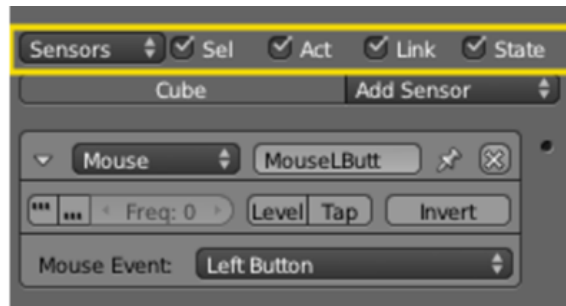 Sensors Sel Act Link State
Cube Add Sensor
Mouse MouseLButt
Freq: 0 Level Tap Invert
Mouse Event: Left Button